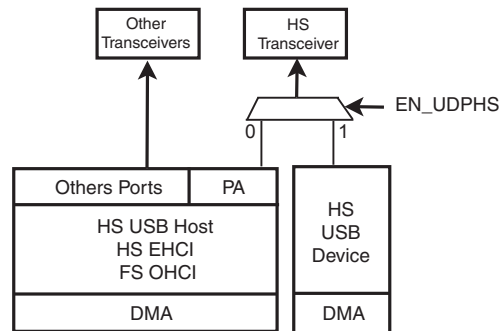 Other
Transceivers
HS
Transceiver
EN_UDPHS
0
1
Others Ports
PA
HS USB Host
HS EHCI
FS OHCI
DMA
HS
USB
Device
DMA